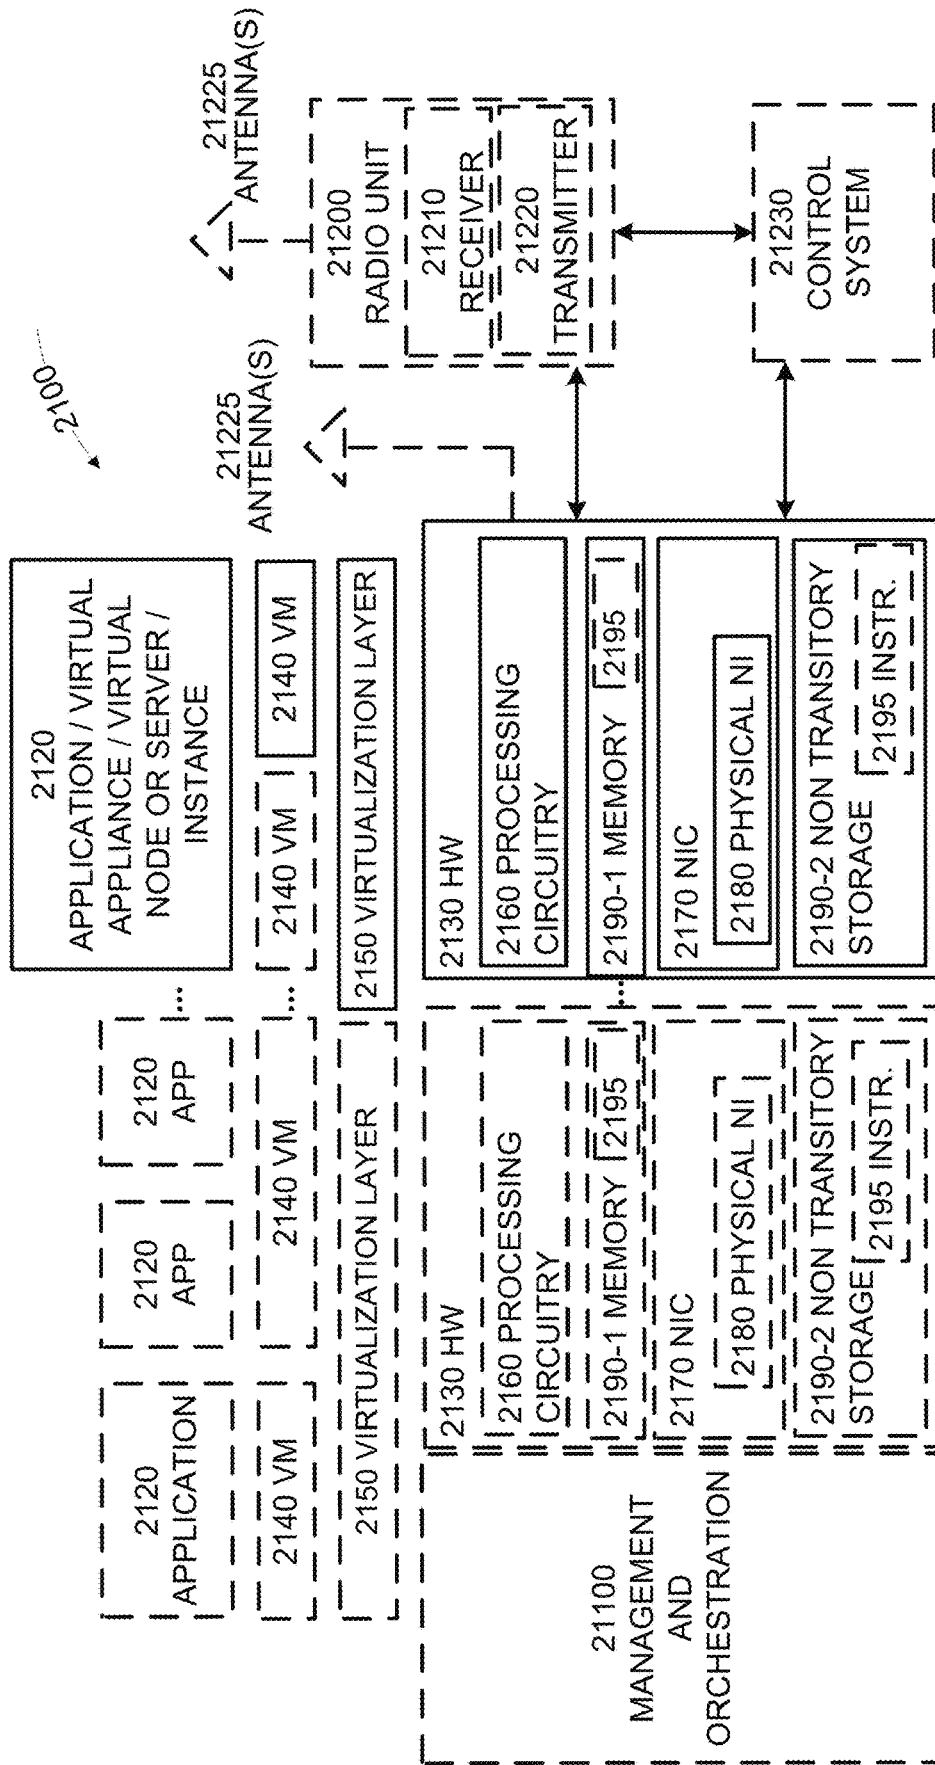 2100
2120
APPLICATION
2120
APP
2120
APP
...
2120
APPLICATION / VIRTUAL
APPLIANCE / VIRTUAL
NODE OR SERVER /
INSTANCE
2140 VM
2140 VM
...
2140 VM
2140 VM
2150 VIRTUALIZATION LAYER
2150 VIRTUALIZATION LAYER
21225
ANTENNA(S)
21225
ANTENNA(S)
21100
MANAGEMENT
AND
ORCHESTRATION
2130 HW
2160 PROCESSING
CIRCUITRY
2190-1 MEMORY
2195
2170 NIC
2180 PHYSICAL NI
2190-2 NON TRANSITORY
STORAGE
2195 INSTR.
...
2130 HW
2160 PROCESSING
CIRCUITRY
2190-1 MEMORY
2195
2170 NIC
2180 PHYSICAL NI
2190-2 NON TRANSITORY
STORAGE
2195 INSTR.
21200
RADIO UNIT
21210
RECEIVER
21220
TRANSMITTER
21230
CONTROL
SYSTEM